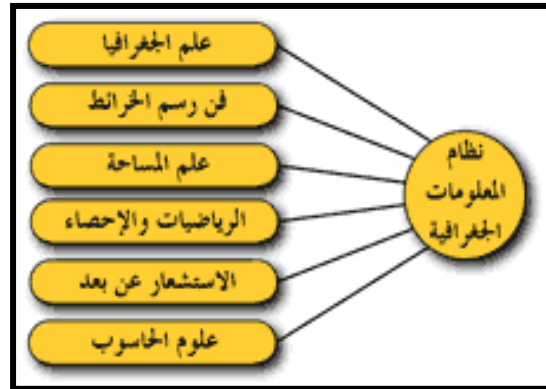 علم الجغرافيا
فن رسم الخرائط
علم المساحة
الرياضيات والإحصاء
الاستشعار عن بعد
علوم الحاسوب
نظام
المعلومات
الجغرافية